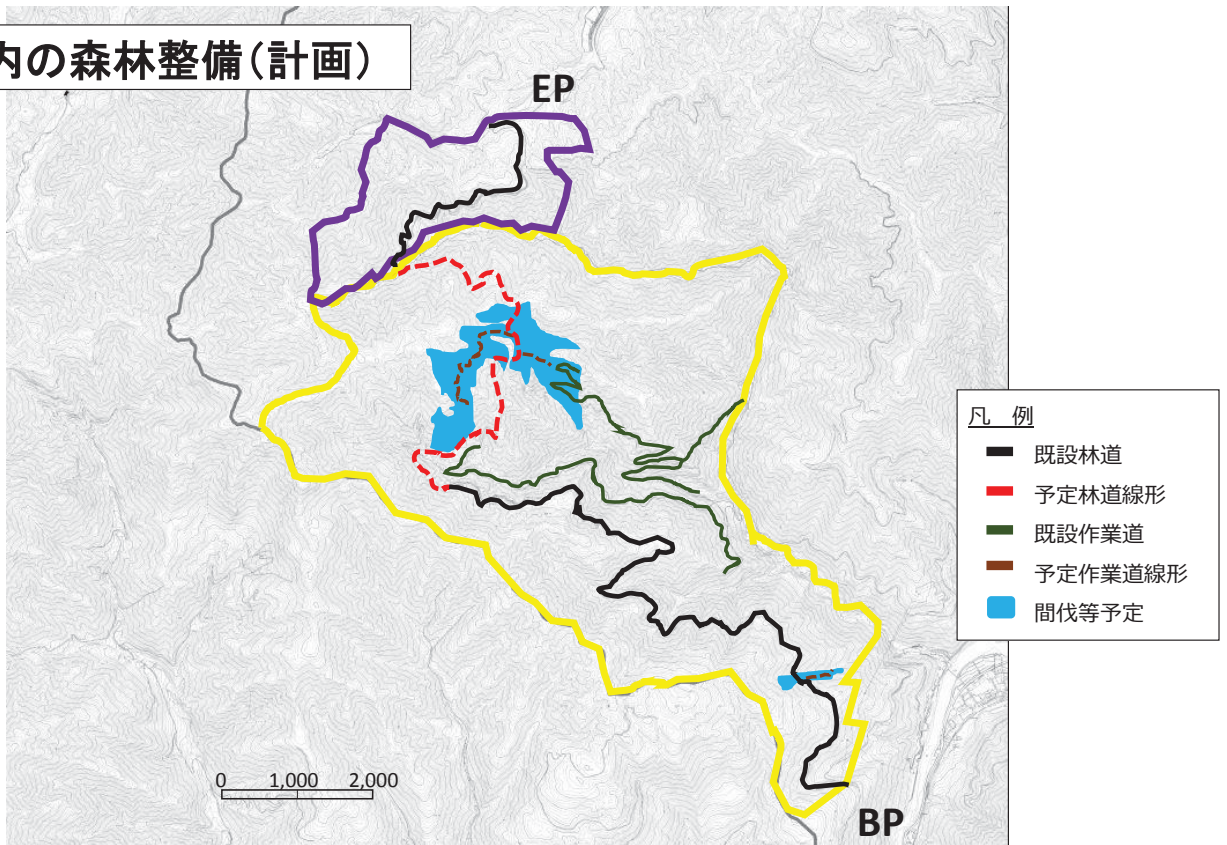 内の森林整備(計画)
EP
凡 例
既設林道
予定林道線形
既設作業道
予定作業道線形
間伐等予定
0 1,000 2,000
BP